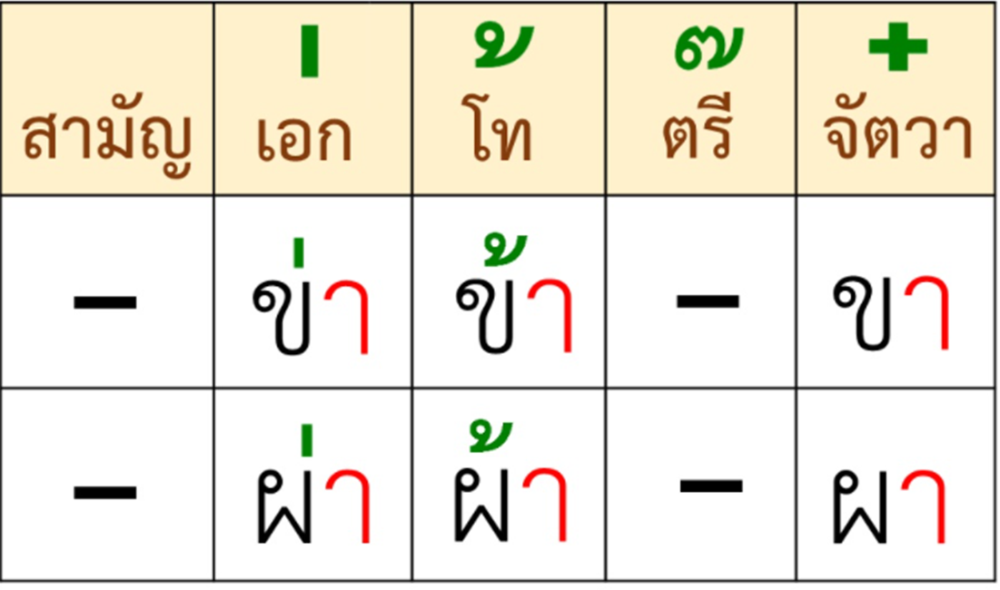 ่ ้ ๊ ๋
สามัญ เอก โท ตรี จัตวา
- ข่า ข้า - ขา
- ผ่า ผ้า - ผา